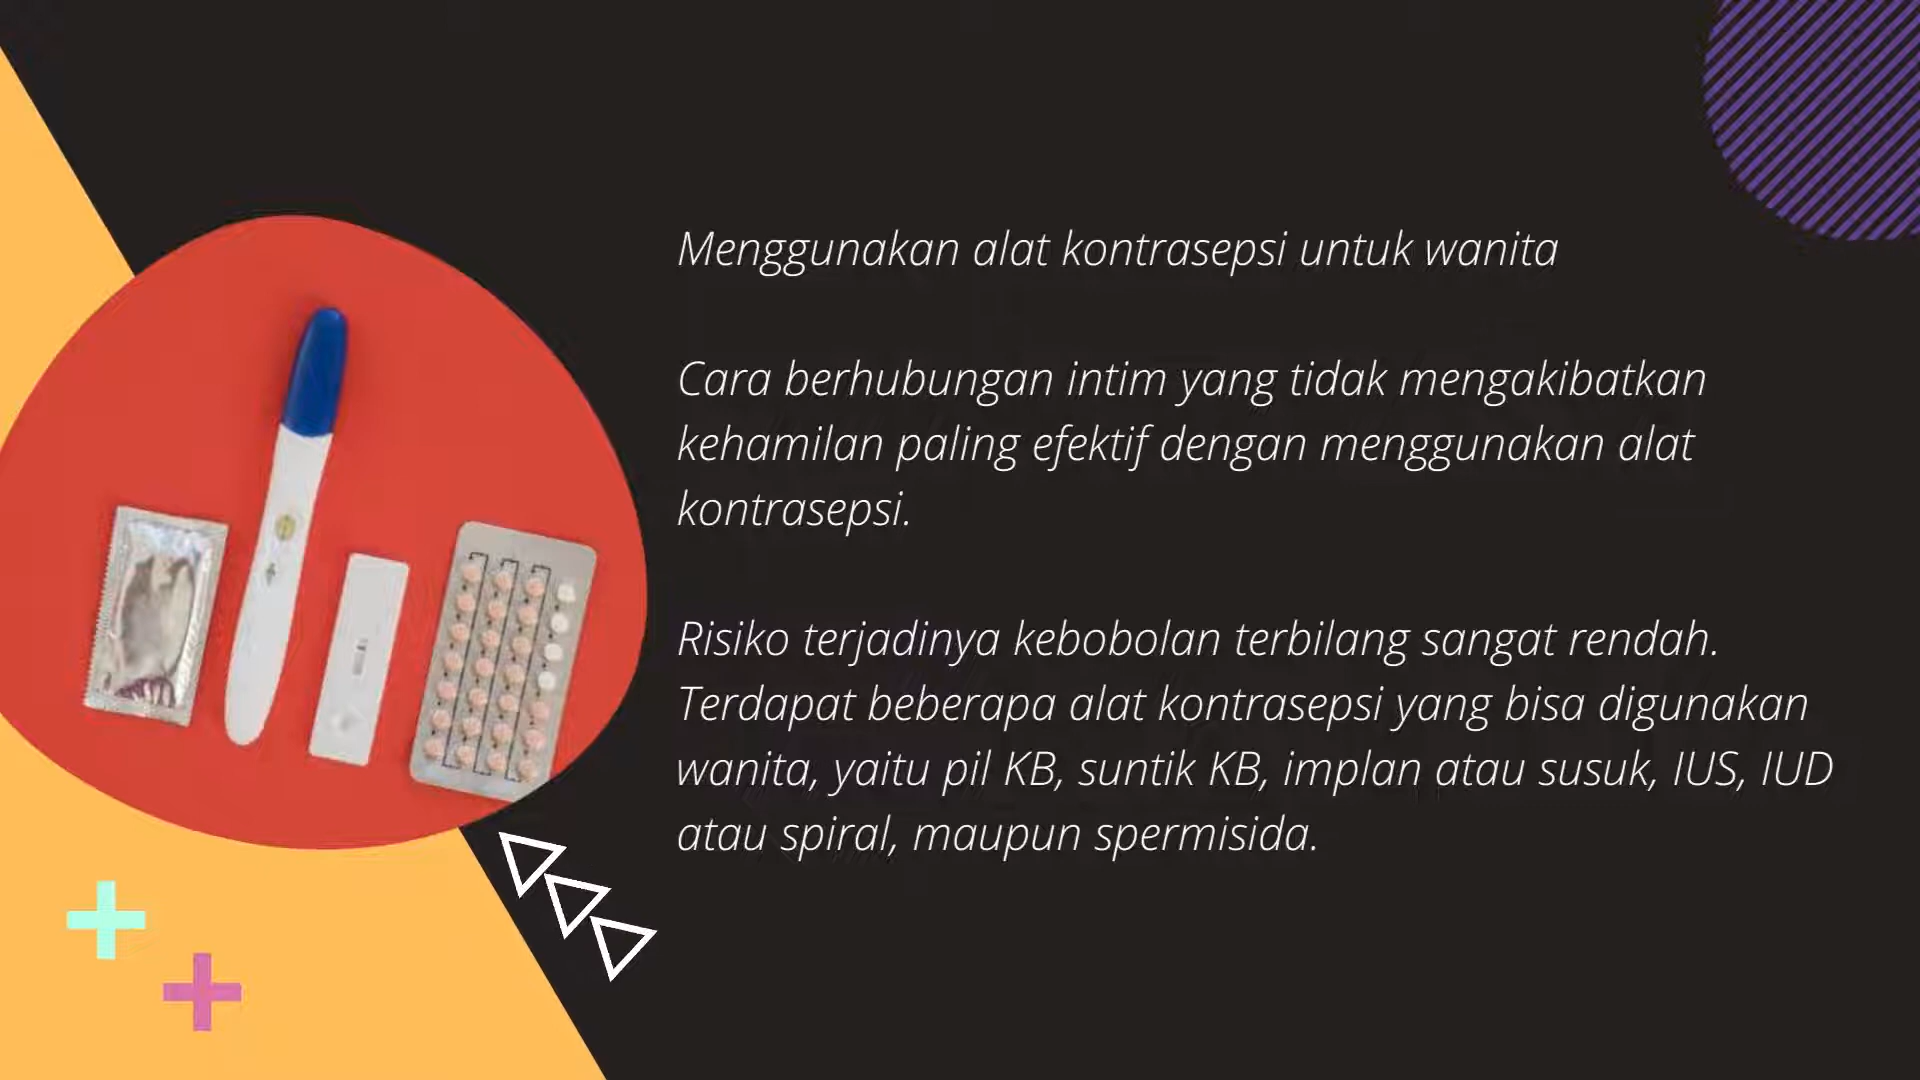 Menggunakan alat kontrasepsi untuk wanita
Cara berhubungan intim yang tidak mengakibatkan
kehamilan paling efektif dengan menggunakan alat
kontrasepsi.
Risiko terjadinya kebobolan terbilang sangat rendah.
Terdapat beberapa alat kontrasepsi yang bisa digunakan
wanita, yaitu pil KB, suntik KB, implan atau susuk, IUS, IUD
atau spiral, maupun spermisida.